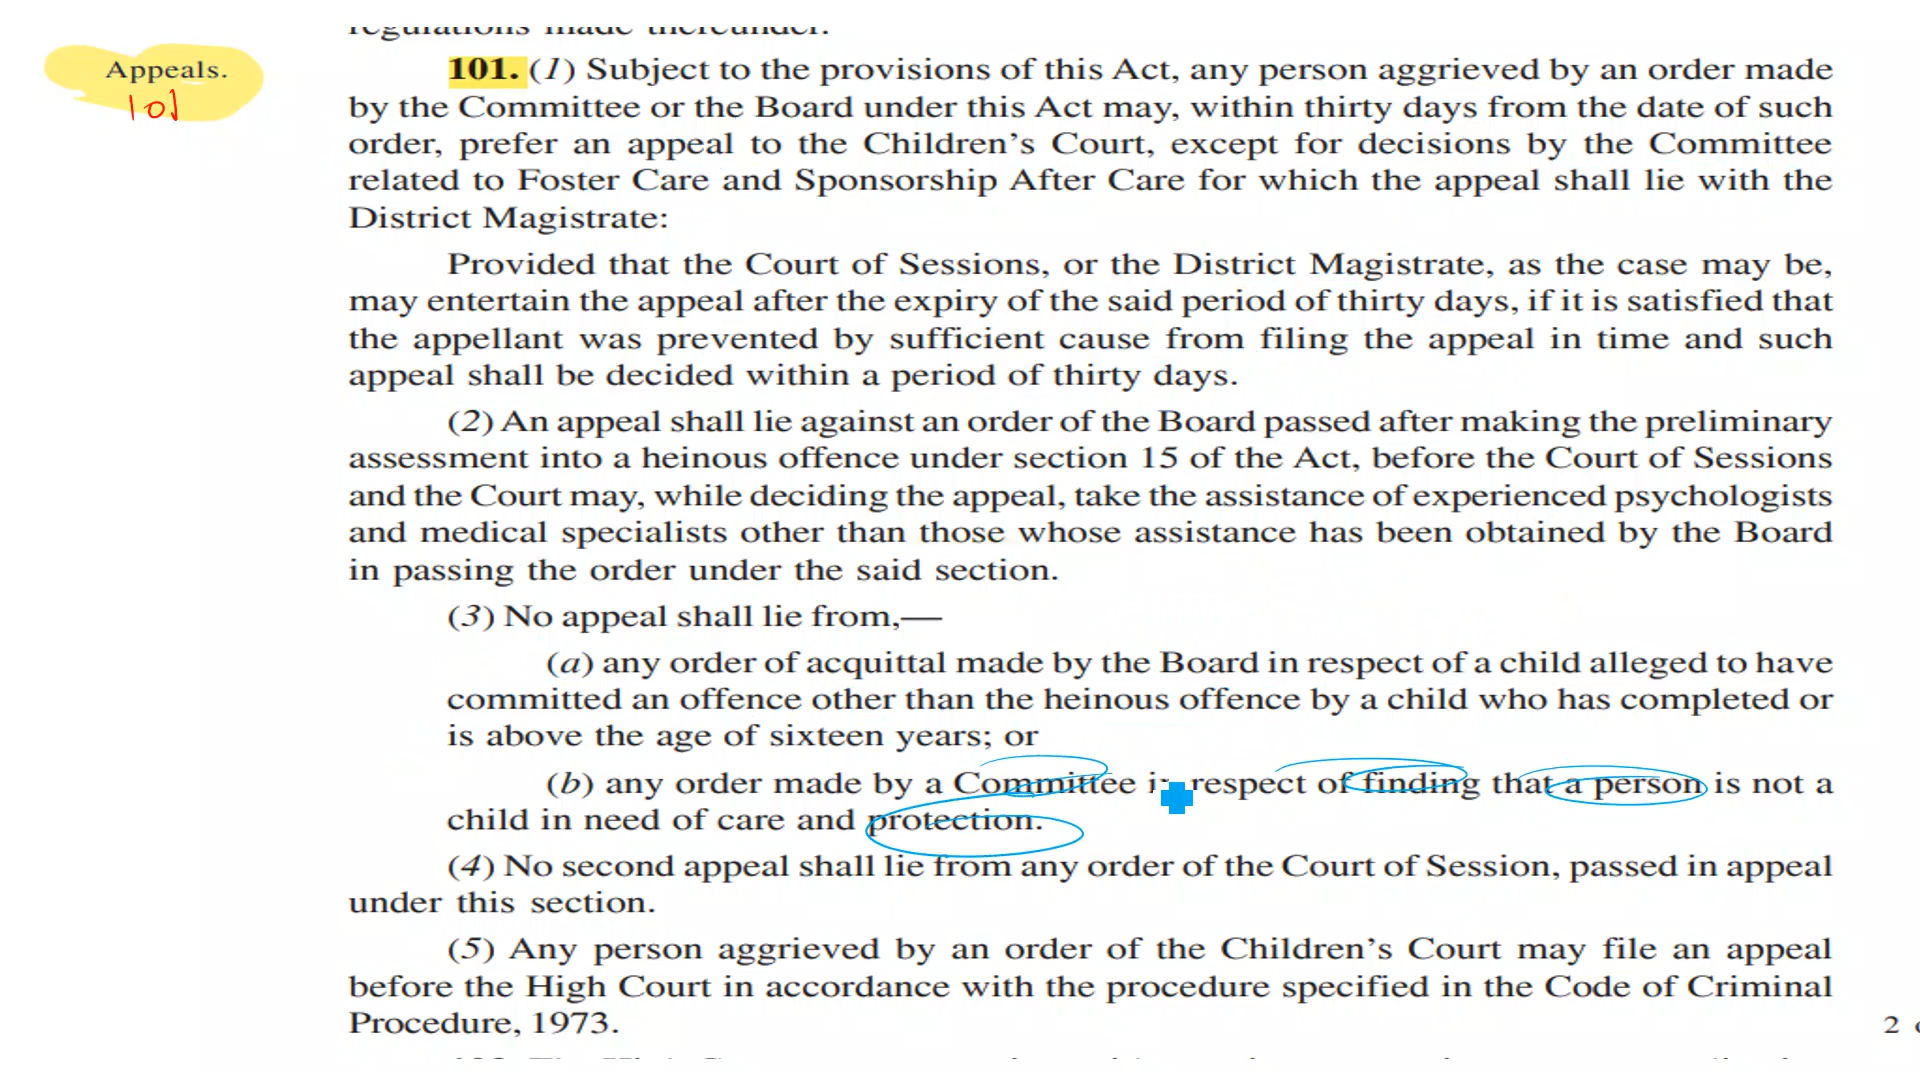 regulations made thereunder.
Appeals.
101
101. (1) Subject to the provisions of this Act, any person aggrieved by an order made
by the Committee or the Board under this Act may, within thirty days from the date of such
order, prefer an appeal to the Children's Court, except for decisions by the Committee
related to Foster Care and Sponsorship After Care for which the appeal shall lie with the
District Magistrate:
Provided that the Court of Sessions, or the District Magistrate, as the case may be,
may entertain the appeal after the expiry of the said period of thirty days, if it is satisfied that
the appellant was prevented by sufficient cause from filing the appeal in time and such
appeal shall be decided within a period of thirty days.
(2) An appeal shall lie against an order of the Board passed after making the preliminary
assessment into a heinous offence under section 15 of the Act, before the Court of Sessions
and the Court may, while deciding the appeal, take the assistance of experienced psychologists
and medical specialists other than those whose assistance has been obtained by the Board
in passing the order under the said section.
(3) No appeal shall lie from,—
(a) any order of acquittal made by the Board in respect of a child alleged to have
committed an offence other than the heinous offence by a child who has completed or
is above the age of sixteen years; or
(b) any order made by a Committee in respect of finding that a person is not a
child in need of care and protection.
(4) No second appeal shall lie from any order of the Court of Session, passed in appeal
under this section.
(5) Any person aggrieved by an order of the Children's Court may file an appeal
before the High Court in accordance with the procedure specified in the Code of Criminal
Procedure, 1973.
2